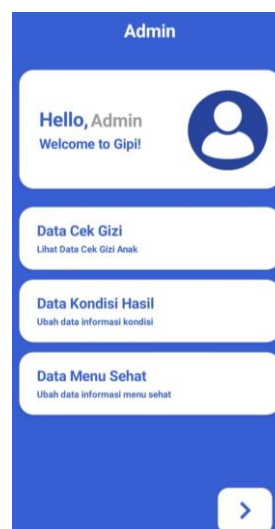 Admin
Hello, Admin
Welcome to Gipi!
Data Cek Gizi
Lihat Data Cek Gizi Anak
Data Kondisi Hasil
Ubah data informasi kondisi
Data Menu Sehat
Ubah data informasi menu sehat